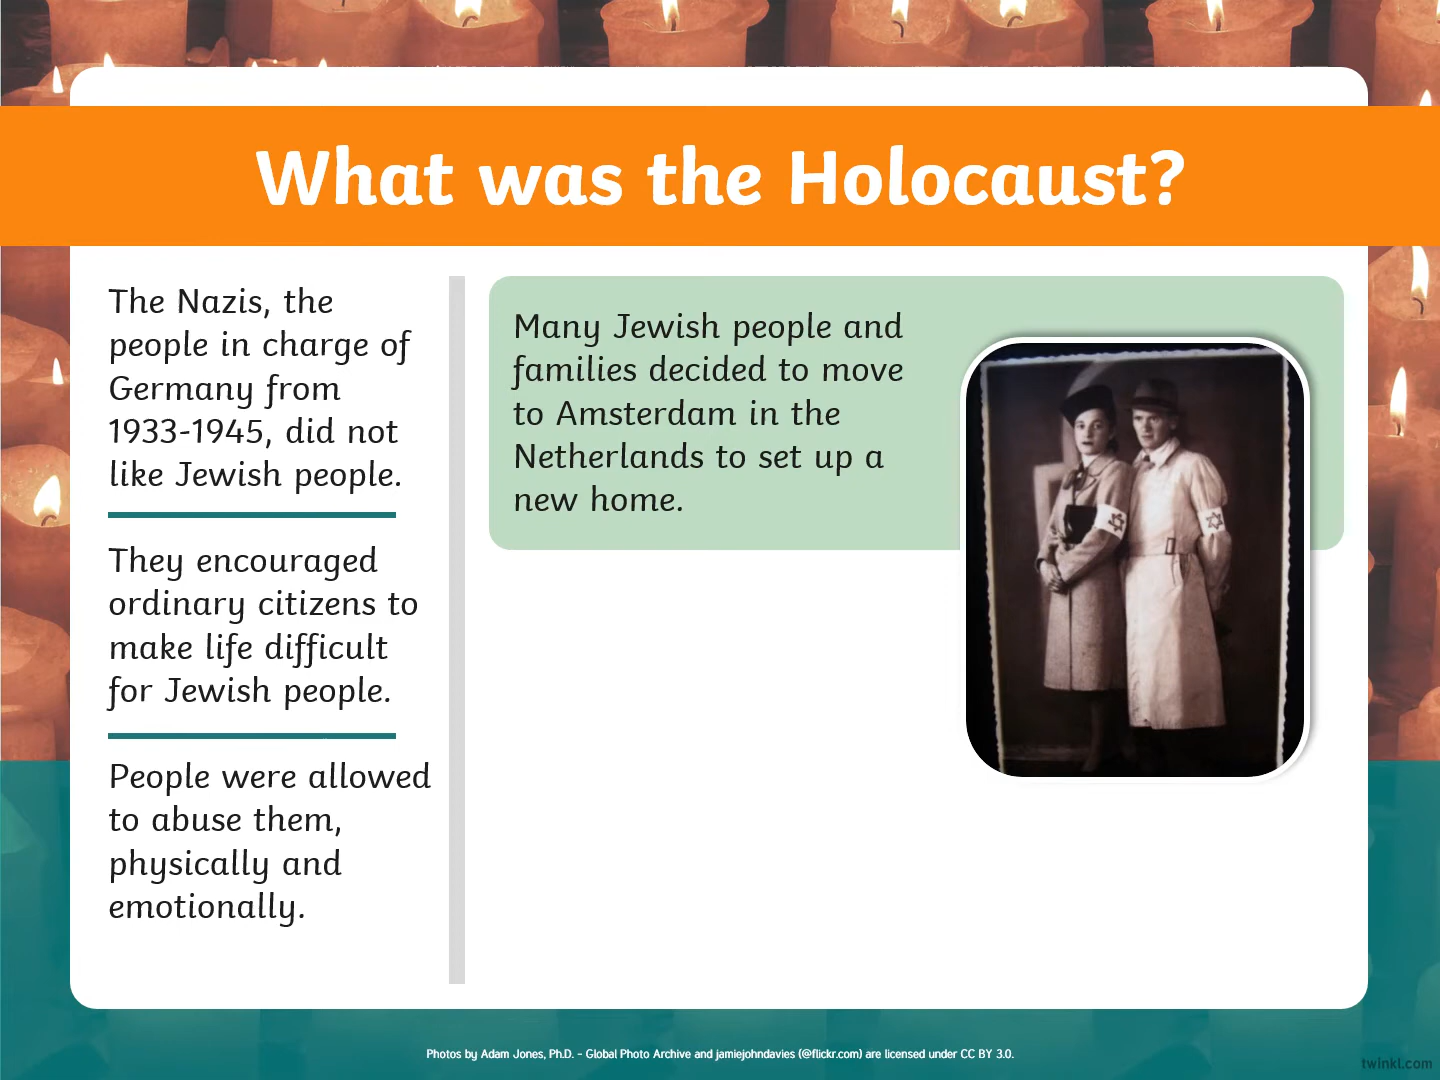 What was the Holocaust?
The Nazis, the
people in charge of
Germany from
1933-1945, did not
like Jewish people.
They encouraged
ordinary citizens to
make life difficult
for Jewish people.
People were allowed
to abuse them,
physically and
emotionally.
Many Jewish people and
families decided to move
to Amsterdam in the
Netherlands to set up a
new home.
Photos by Adam Jones, Ph.D. - Global Photo Archive and jamiejohndavies (@flickr.com) are licensed under CC BY 3.0.
twinkl.com